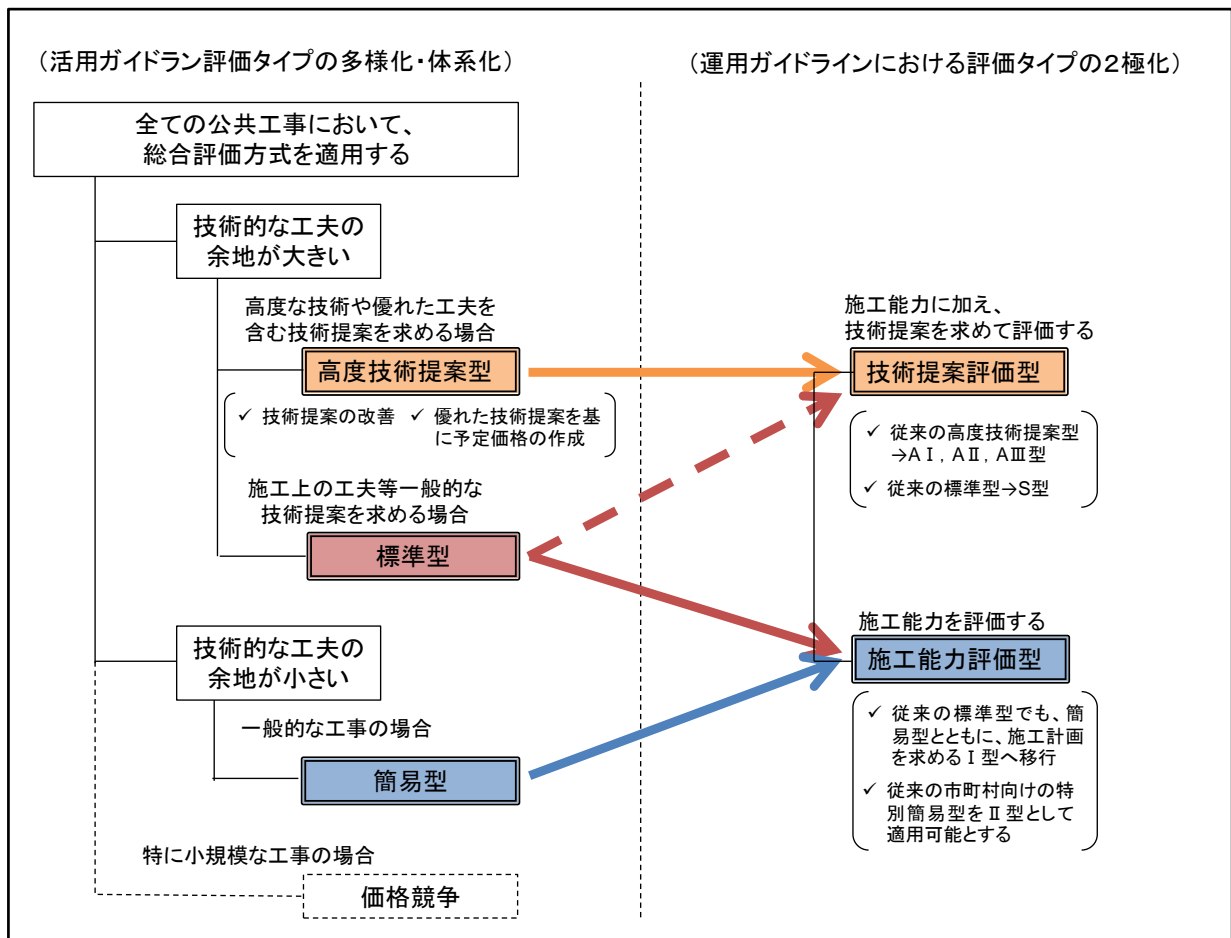 (活用ガイドラン評価タイプの多様化・体系化)
全ての公共工事において、
総合評価方式を適用する
技術的な工夫の
余地が大きい
高度な技術や優れた工夫を
含む技術提案を求める場合
高度技術提案型
✓ 技術提案の改善 ✓ 優れた技術提案を基
に予定価格の作成
施工上の工夫等一般的な
技術提案を求める場合
標準型
技術的な工夫の
余地が小さい
一般的な工事の場合
簡易型
特に小規模な工事の場合
価格競争
(運用ガイドラインにおける評価タイプの2極化)
施工能力に加え、
技術提案を求めて評価する
技術提案評価型
✓ 従来の高度技術提案型
→AⅠ, AⅡ, AⅢ型
✓ 従来の標準型→S型
施工能力を評価する
施工能力評価型
✓ 従来の標準型でも、簡
易型とともに、施工計画
を求めるⅠ型へ移行
✓ 従来の市町村向けの特
別簡易型をⅡ型として
適用可能とする